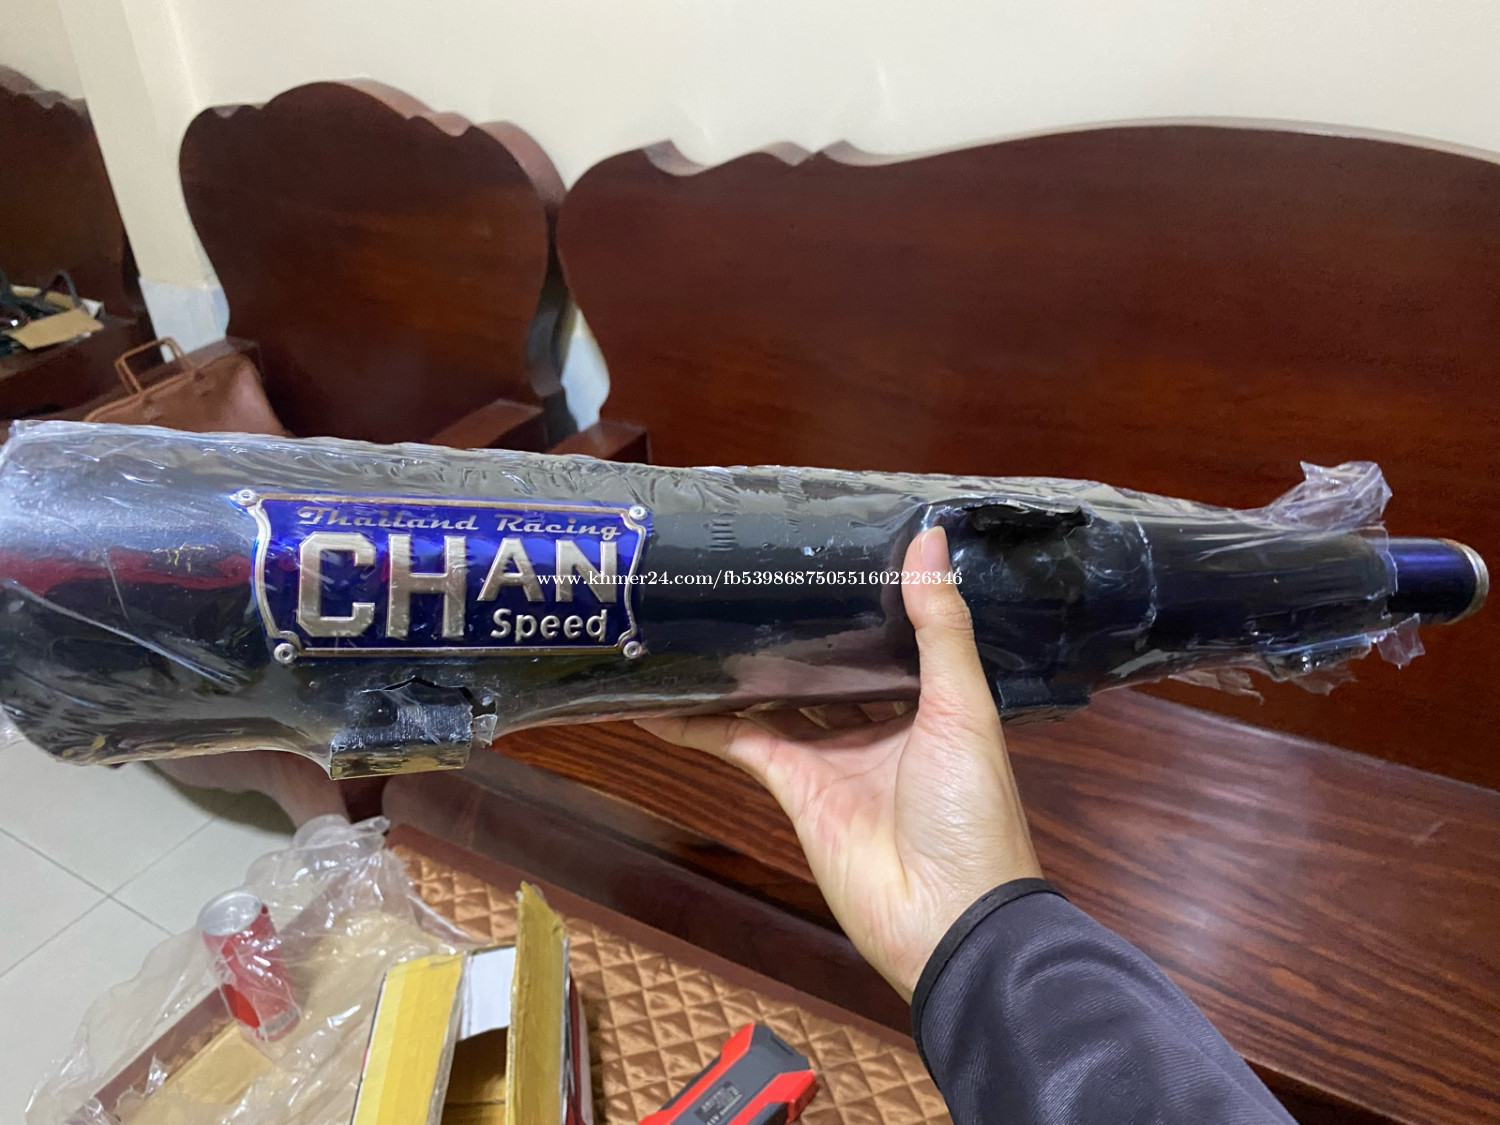 Thailand Racing
CHAN
Speed
www.khmer24.com/fb539868750551602226346